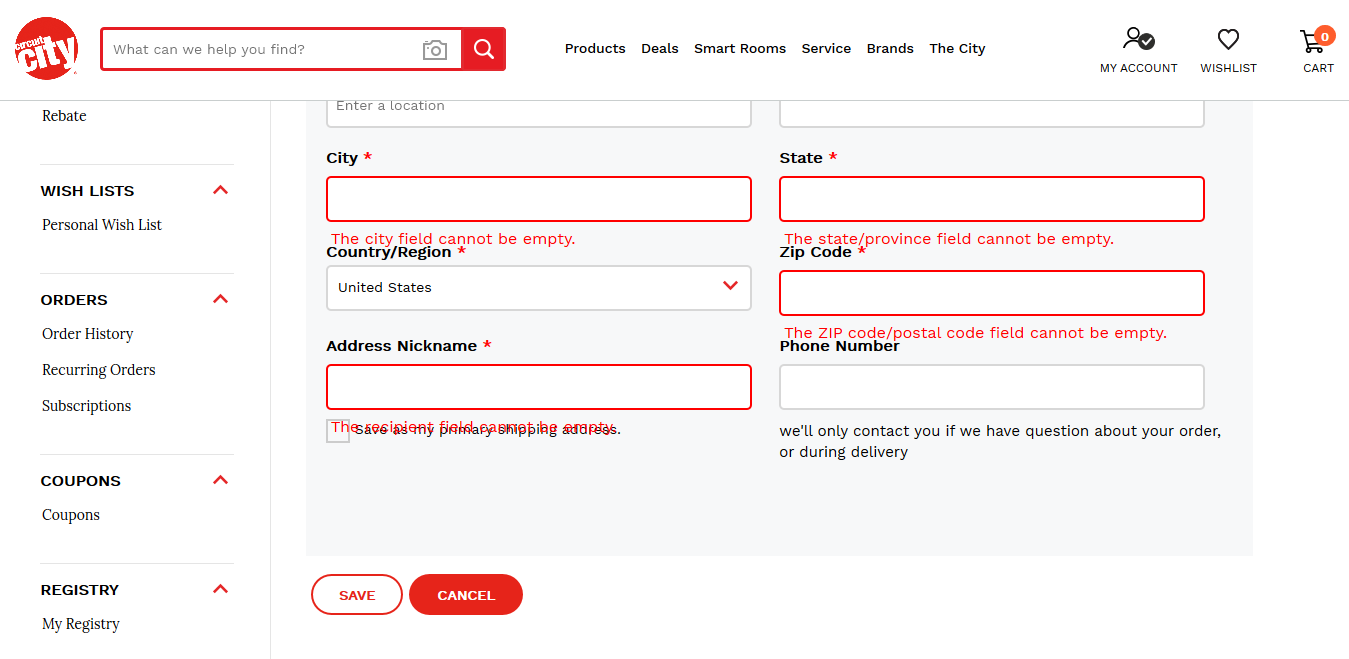 circuit
city
What can we help you find?
Products Deals Smart Rooms Service Brands The City
MY ACCOUNT
WISHLIST
0
CART
Rebate
WISH LISTS
Personal Wish List
ORDERS
Order History
Recurring Orders
Subscriptions
COUPONS
Coupons
REGISTRY
My Registry
Enter a location
City * State *
The city field cannot be empty. The state/province field cannot be empty.
Country/Region * Zip Code *
United States
The ZIP code/postal code field cannot be empty.
Address Nickname * Phone Number
The recipient field cannot be empty.
Save as my primary shipping address.
we'll only contact you if we have question about your order,
or during delivery
SAVE CANCEL